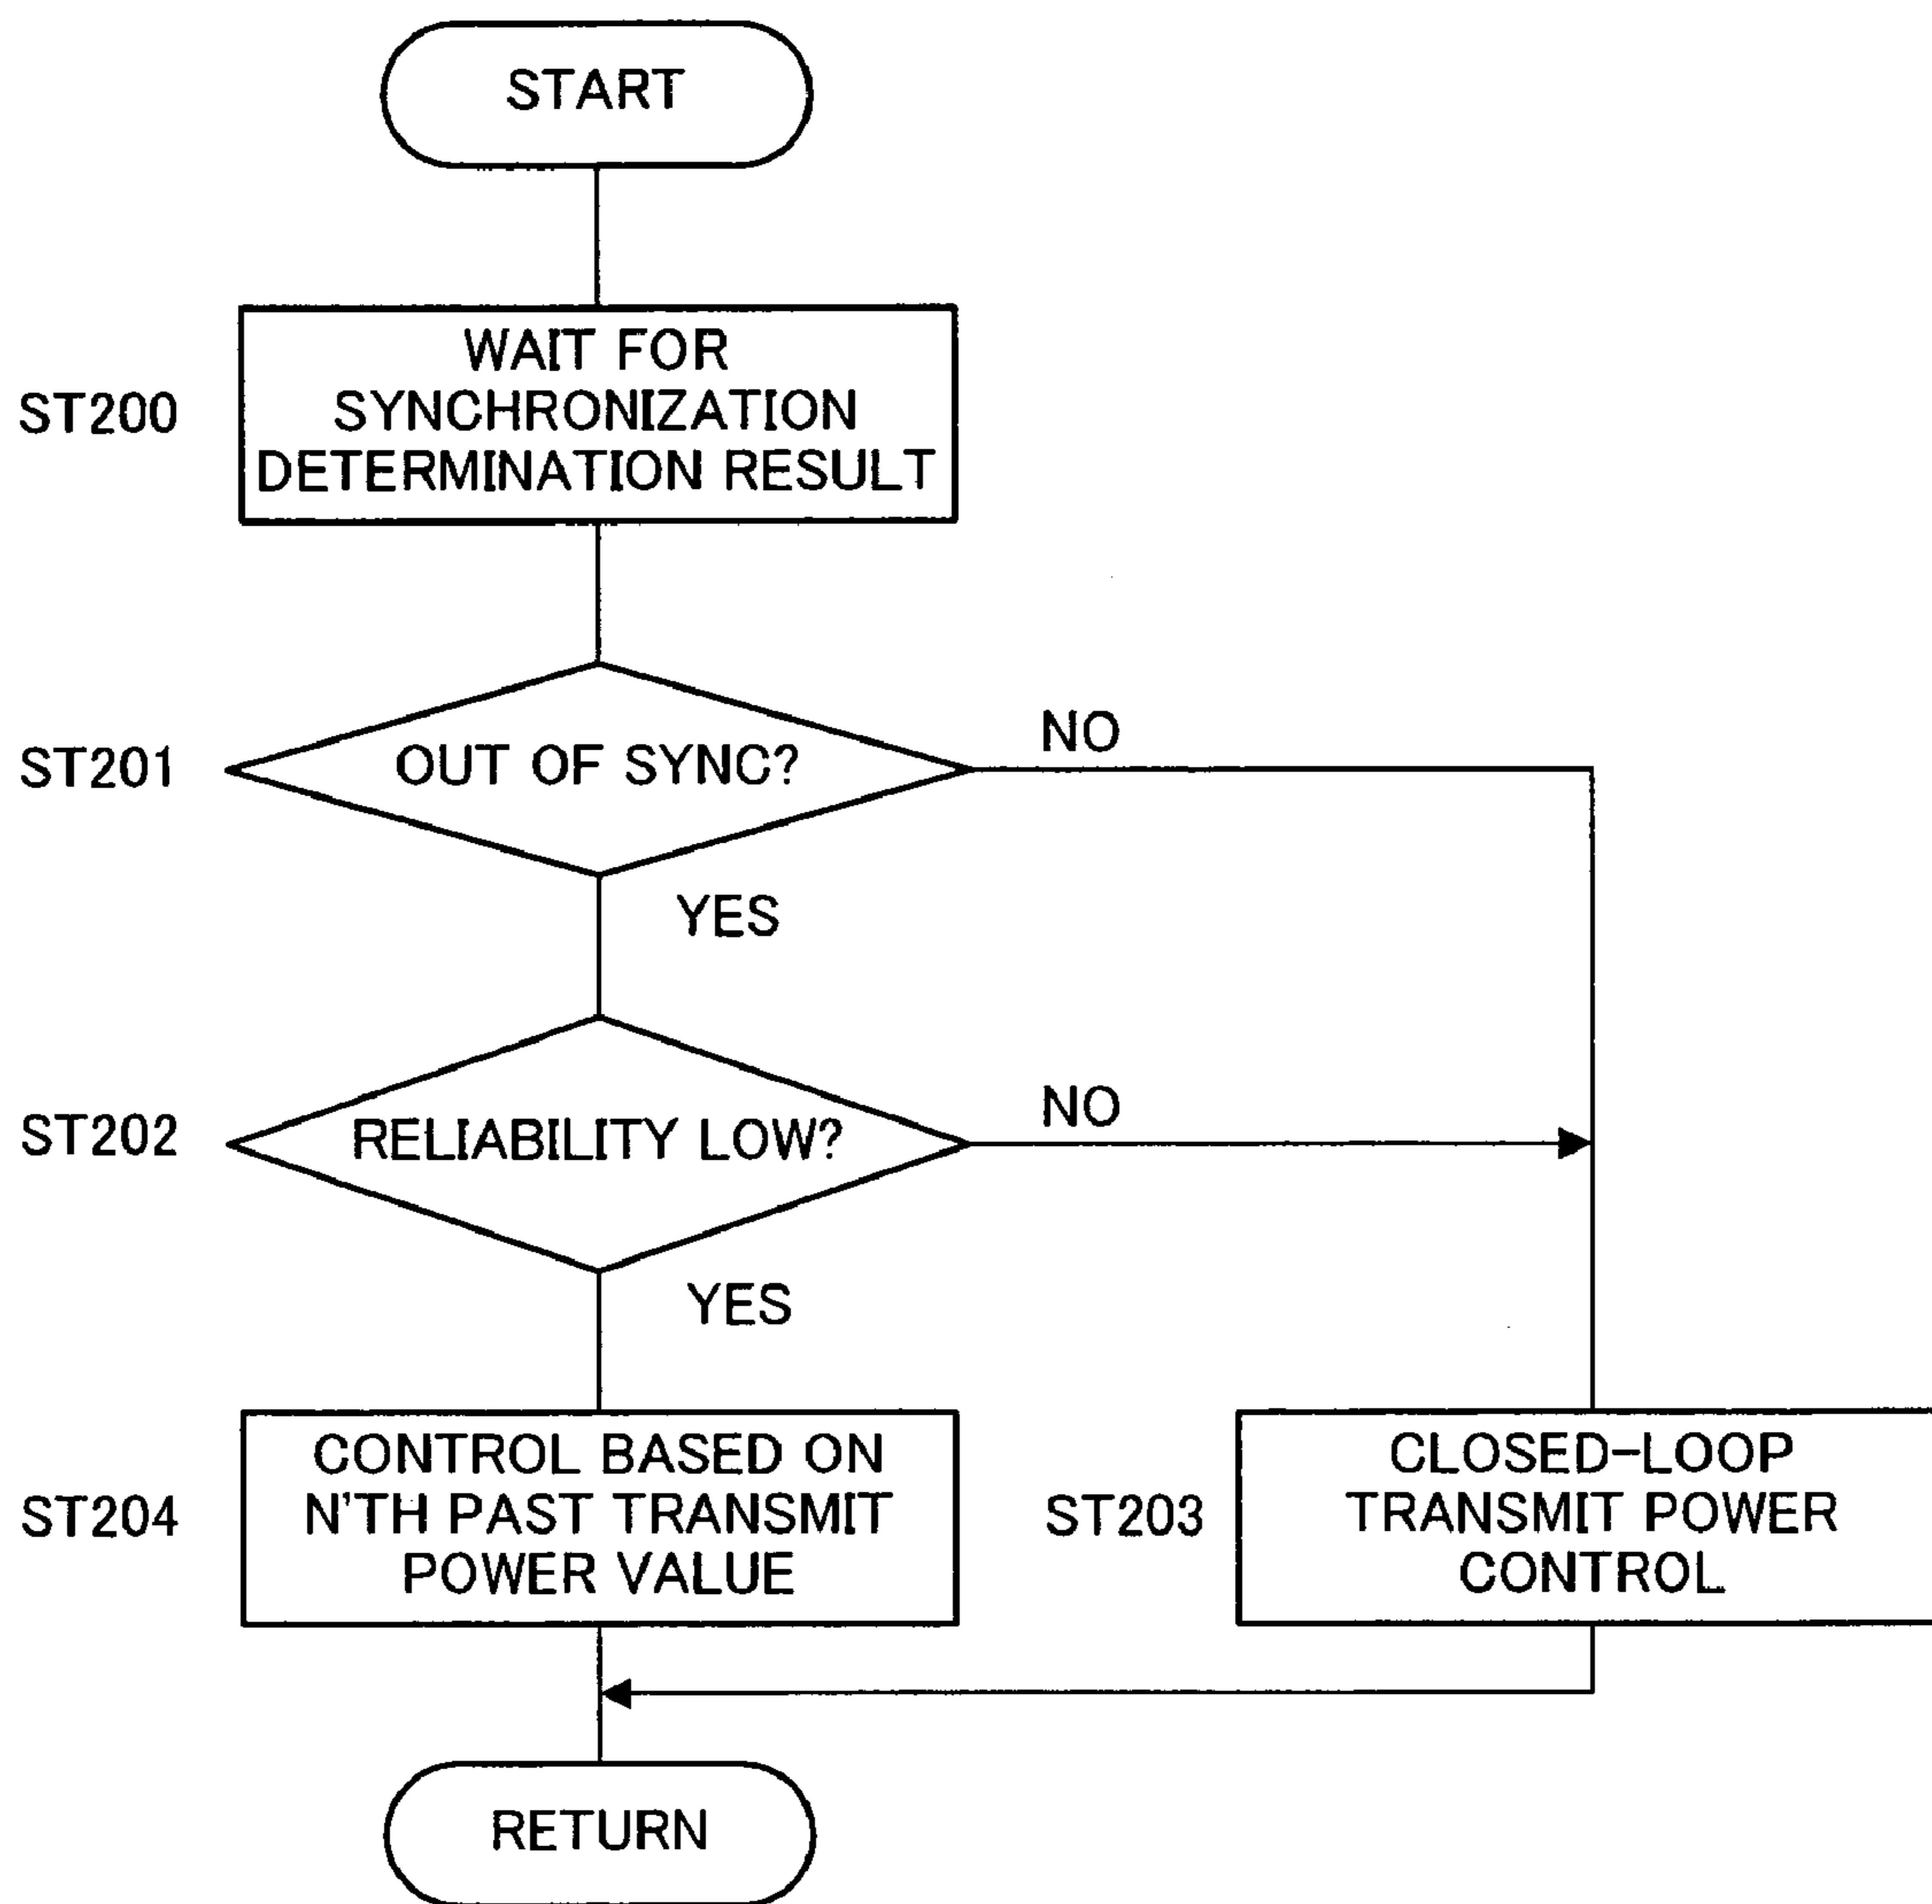 START
ST200
WAIT FOR
SYNCHRONIZATION
DETERMINATION RESULT
ST201
OUT OF SYNC?
NO
YES
ST202
RELIABILITY LOW?
NO
YES
ST204
CONTROL BASED ON
N'TH PAST TRANSMIT
POWER VALUE
ST203
CLOSED-LOOP
TRANSMIT POWER
CONTROL
RETURN